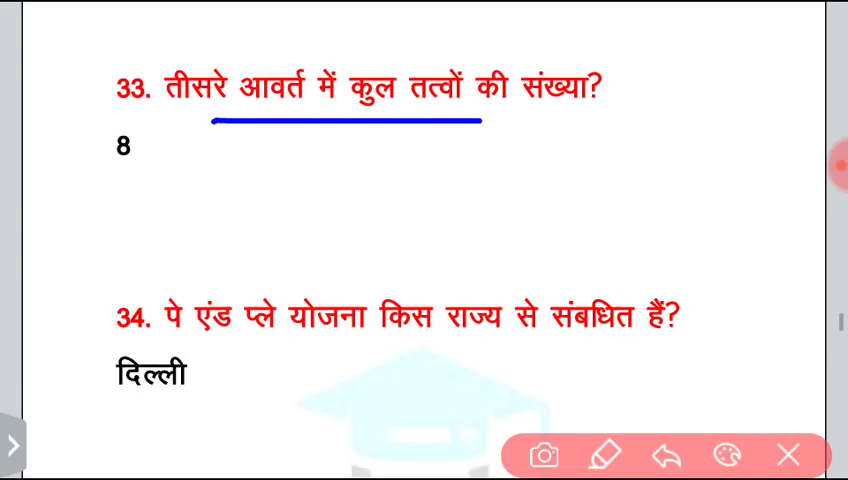 33. तीसरे आवर्त में कुल तत्वों की संख्या?
8
34. पे एंड प्ले योजना किस राज्य से संबधित हैं?
दिल्ली